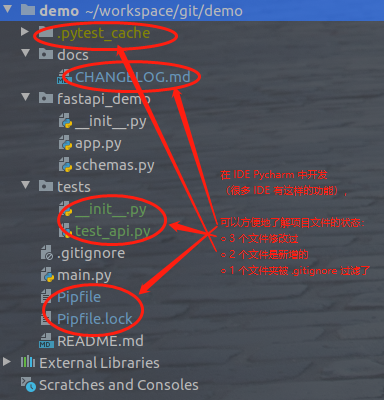 demo ~/workspace/git/demo
.pytest_cache
docs
CHANGELOG.md
fastapi_demo
__init__.py
app.py
schemas.py
tests
__init__.py
test_api.py
.gitignore
main.py
Pipfile
Pipfile.lock
README.md
External Libraries
Scratches and Consoles
在 IDE Pycharm 中开发
（很多 IDE 有这样的功能）
可以方便地了解项目文件的状态：
◇ 3 个文件修改过
◇ 2 个文件是新增的
◇ 1 个文件夹被 .gitignore 过滤了